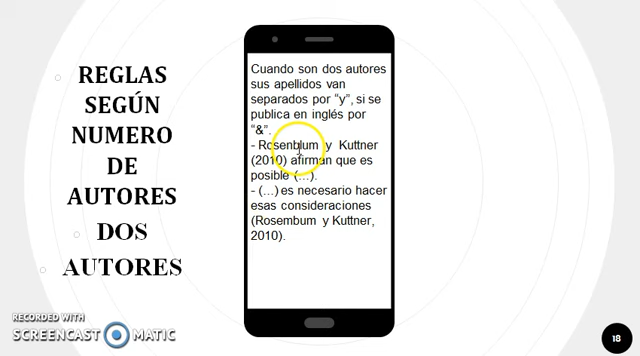 REGLAS
SEGÚN
NUMERO
DE
AUTORES
DOS
AUTORES
Cuando son dos autores
sus apellidos van
separados por “y”, si se
publica en inglés por
“&”.
- Rosenblum y Kuttner
(2010) afirman que es
posible (...).
- (...) es necesario hacer
esas consideraciones
(Rosembum y Kuttner,
2010).
RECORDED WITH
SCREENCAST MATIC
18